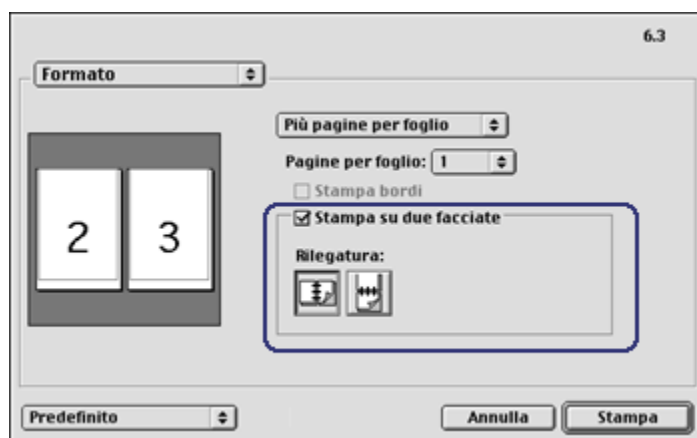 6.3
Formato
Più pagine per foglio
Pagine per foglio: 1
Stampa bordi
Stampa su due facciate
2 3
Rilegatura:
Predefinito
Annulla
Stampa